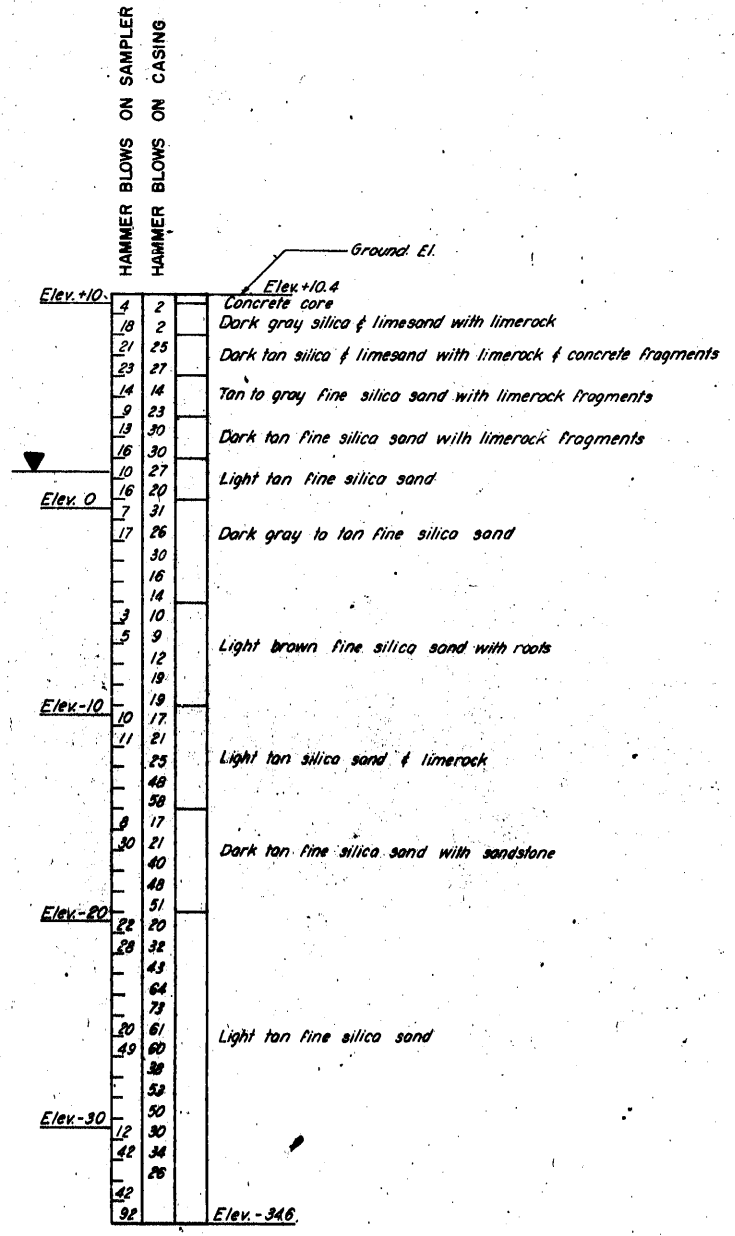 HAMMER BLOWS ON SAMPLER
HAMMER BLOWS ON CASING
Ground El.
Elev. +10.4
Elev. +10
Concrete core
4 2
18 2 Dark gray silica & limesand with limerock
21 25
Dark tan silica & limesand with limerock & concrete fragments
23 27
14 14 Tan to gray fine silica sand with limerock fragments
9 23
13 30 Dark tan fine silica sand with limerock fragments
16 30
10 27 Light tan fine silica sand
16 20
Elev. 0
7 31
17 26 Dark gray to tan fine silica sand
30
16
14
3 10
5 9 Light brown fine silica sand with roots
12
19
19
Elev.-10
10 17
11 21
25 Light tan silica sand & limerock
48
58
8 17
30 21 Dark tan fine silica sand with sandstone
40
48
51
Elev.-20
22 20
28 32
43
64
73
20 61 Light tan fine silica sand
49 60
38
53
50
Elev.-30
12 30
42 34
26
42
92 Elev. -34.6